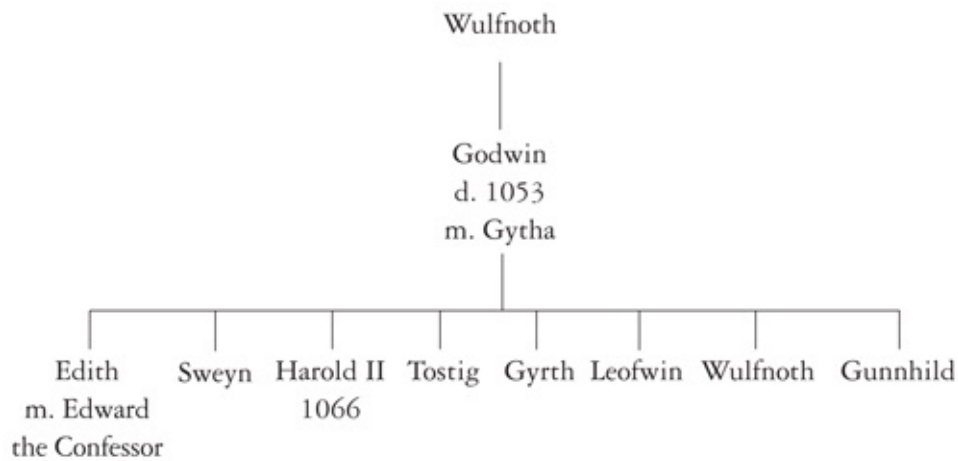 Wulfnoth
Godwin
d. 1053
m. Gytha
Edith
m. Edward
the Confessor
Sweyn
Harold II
1066
Tostig
Gyrth
Leofwin
Wulfnoth
Gunnhild